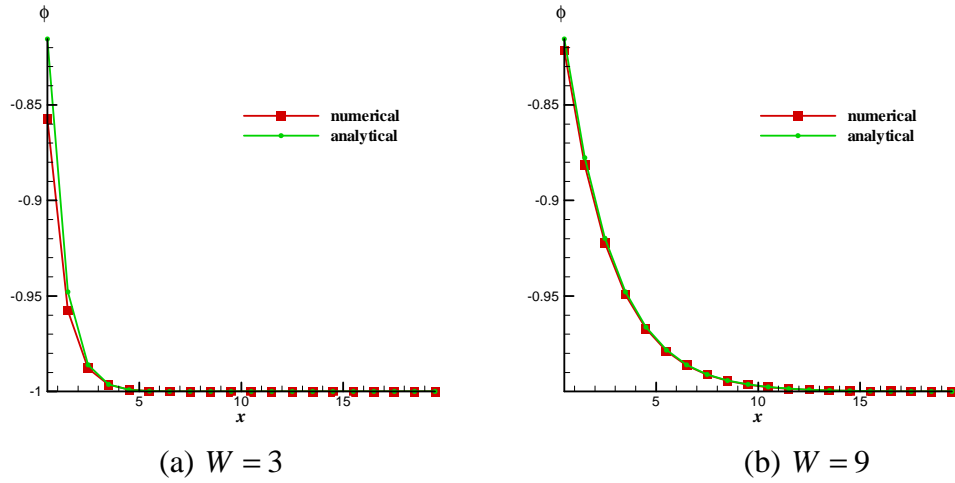 ϕ
-0.85
-0.9
-0.95
-1
5
10
15
x
numerical
analytical
(a) W = 3
ϕ
-0.85
-0.9
-0.95
-1
5
10
15
x
numerical
analytical
(b) W = 9